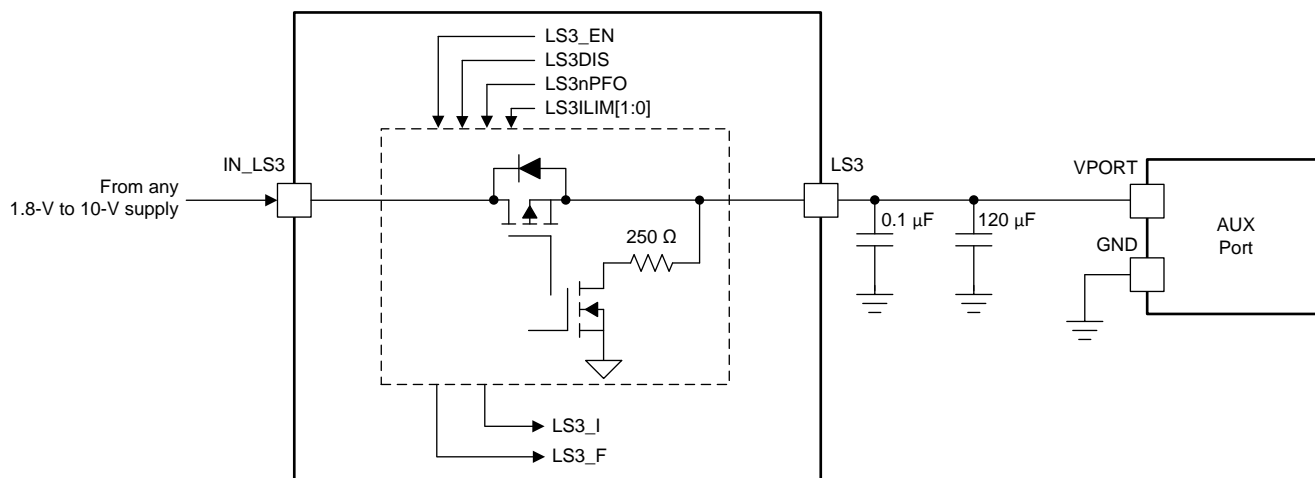 LS3_EN
LS3DIS
LS3nPFO
LS3ILIM[1:0]
IN_LS3
LS3
VPORT
From any
1.8-V to 10-V supply
0.1 µF
120 µF
AUX
Port
250 Ω
GND
LS3_I
LS3_F